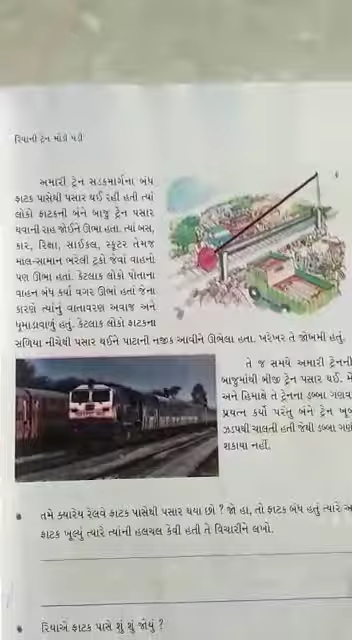 રિયાની ટ્રેન મોડી પડી
અમારી ટ્રેન સડકમાર્ગના બંધ
ફાટક પાસેથી પસાર થઈ રહી હતી ત્યાં
લોકો ફાટકની બંને બાજુ ટ્રેન પસાર
થવાની રાહ જોઈને ઊભા હતા. ત્યાં બસ,
કાર, રિક્ષા, સાઈકલ, સ્કૂટર તેમજ
માલ-સામાન ભરેલી ટ્રકો જેવાં વાહનો
પણ ઊભાં હતાં. કેટલાક લોકો પોતાના
વાહન બંધ કર્યા વગર ઊભાં હતાં જેના
કારણે ત્યાંનું વાતાવરણ અવાજ અને
ધૂમાડાવાળું હતું. કેટલાક લોકો ફાટકના
સળિયા નીચેથી પસાર થઈને પાટાની નજીક આવીને ઊભેલા હતા. ખરેખર તે જોખમી હતું.
તે જ સમયે અમારી ટ્રેનની
બાજુમાંથી બીજી ટ્રેન પસાર થઈ.
અને હિમાંશે તે ટ્રેનના ડબ્બા ગણવ
પ્રયત્ન કર્યો પરંતુ બંને ટ્રેન ખૂબ
ઝડપથી ચાલતી હતી જેથી ડબ્બા ગણ
શકાયા નહીં.
તમે ક્યારેય રેલવે ફાટક પાસેથી પસાર થયા છો ? જો હા, તો ફાટક બંધ હતું ત્યારે અ
ફાટક ખૂલ્યું ત્યારે ત્યાંની હલચલ કેવી હતી તે વિચારીને લખો.
રિયાએ ફાટક પાસે શું શું જોયું ?